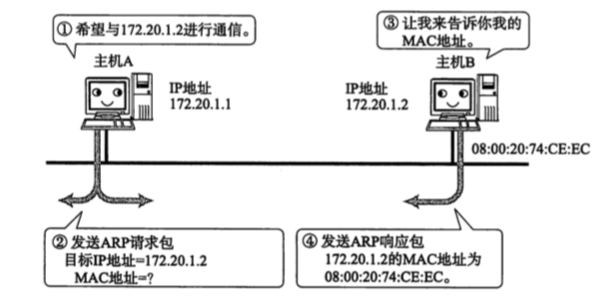 ① 希望与172.20.1.2进行通信。
③ 让我来告诉你我的
MAC地址。
主机A
主机B
IP地址
172.20.1.1
IP地址
172.20.1.2
08:00:20:74:CE:EC
② 发送ARP请求包
目标IP地址=172.20.1.2
MAC地址=?
④ 发送ARP响应包
172.20.1.2的MAC地址为
08:00:20:74:CE:EC。